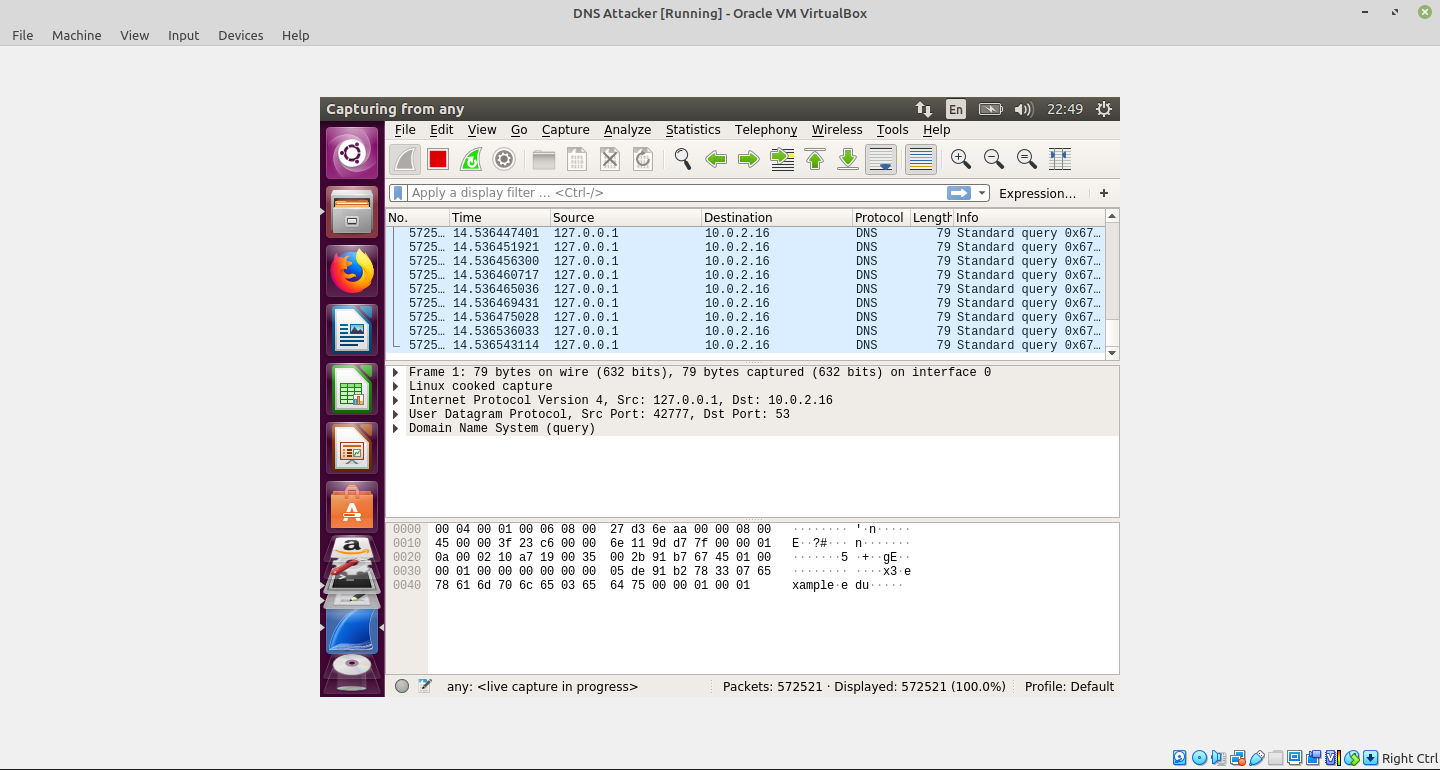 DNS Attacker [Running] - Oracle VM VirtualBox
File Machine View Input Devices Help
Capturing from any En 22:49
File Edit View Go Capture Analyze Statistics Telephony Wireless Tools Help
Apply a display filter … <Ctrl-/> Expression… +
No. Time Source Destination Protocol Length Info
5725… 14.536447401 127.0.0.1 10.0.2.16 DNS 79 Standard query 0x67…
5725… 14.536451921 127.0.0.1 10.0.2.16 DNS 79 Standard query 0x67…
5725… 14.536456300 127.0.0.1 10.0.2.16 DNS 79 Standard query 0x67…
5725… 14.536460717 127.0.0.1 10.0.2.16 DNS 79 Standard query 0x67…
5725… 14.536465036 127.0.0.1 10.0.2.16 DNS 79 Standard query 0x67…
5725… 14.536469431 127.0.0.1 10.0.2.16 DNS 79 Standard query 0x67…
5725… 14.536475028 127.0.0.1 10.0.2.16 DNS 79 Standard query 0x67…
5725… 14.536536033 127.0.0.1 10.0.2.16 DNS 79 Standard query 0x67…
5725… 14.536543114 127.0.0.1 10.0.2.16 DNS 79 Standard query 0x67…
Frame 1: 79 bytes on wire (632 bits), 79 bytes captured (632 bits) on interface 0
Linux cooked capture
Internet Protocol Version 4, Src: 127.0.0.1, Dst: 10.0.2.16
User Datagram Protocol, Src Port: 42777, Dst Port: 53
Domain Name System (query)
0000 00 04 00 01 00 06 08 00 27 d3 6e aa 00 00 08 00 ········ '·n·····
0010 45 00 00 3f 23 c6 00 00 6e 11 9d d7 7f 00 00 01 E··?#··· n·······
0020 0a 00 02 10 a7 19 00 35 00 2b 91 b7 67 45 01 00 ·······5 ·+··gE··
0030 00 01 00 00 00 00 00 00 05 de 91 b2 78 33 07 65 ········ ····x3·e
0040 78 61 6d 70 6c 65 03 65 64 75 00 00 01 00 01 xample·e du·····
any: <live capture in progress> Packets: 572521 · Displayed: 572521 (100.0%) Profile: Default
Right Ctrl